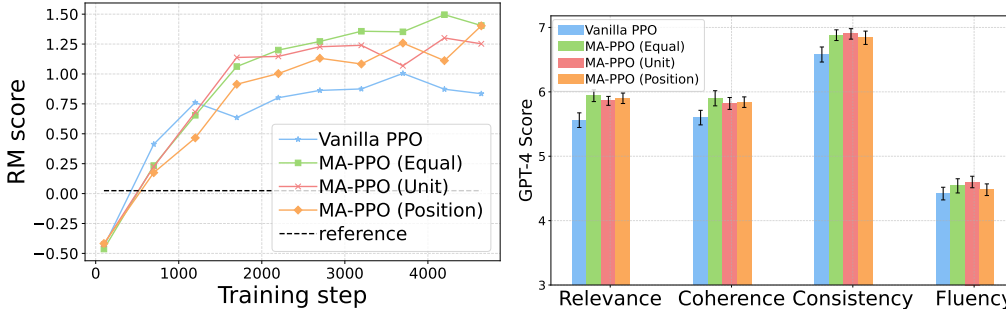 RM score
1.50
1.25
1.00
0.75
0.50
0.25
0.00
−0.25
−0.50
0
1000
2000
3000
4000
Training step
Vanilla PPO
MA-PPO (Equal)
MA-PPO (Unit)
MA-PPO (Position)
reference
GPT-4 Score
7
6
5
4
3
Vanilla PPO
MA-PPO (Equal)
MA-PPO (Unit)
MA-PPO (Position)
Relevance
Coherence
Consistency
Fluency